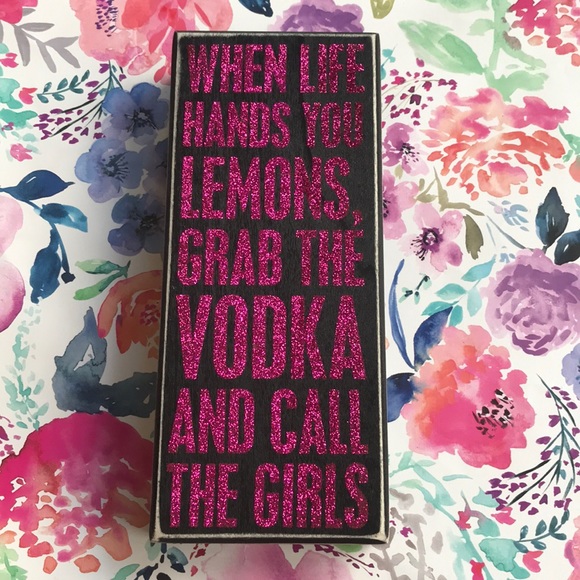 WHEN LIFE
HANDS YOU
LEMONS,
GRAB THE
VODKA
AND CALL
THE GIRLS